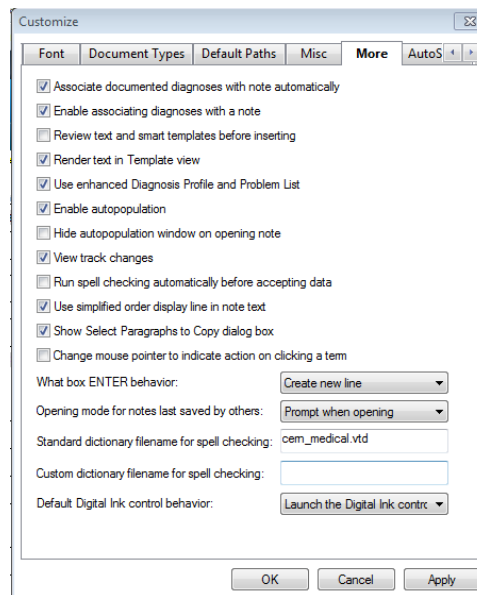 Customize
Font Document Types Default Paths Misc More AutoS
Associate documented diagnoses with note automatically
Enable associating diagnoses with a note
Review text and smart templates before inserting
Render text in Template view
Use enhanced Diagnosis Profile and Problem List
Enable autopopulation
Hide autopopulation window on opening note
View track changes
Run spell checking automatically before accepting data
Use simplified order display line in note text
Show Select Paragraphs to Copy dialog box
Change mouse pointer to indicate action on clicking a term
What box ENTER behavior: Create new line
Opening mode for notes last saved by others: Prompt when opening
Standard dictionary filename for spell checking: cem_medical.vtd
Custom dictionary filename for spell checking:
Default Digital Ink control behavior: Launch the Digital Ink contrc
OK Cancel Apply